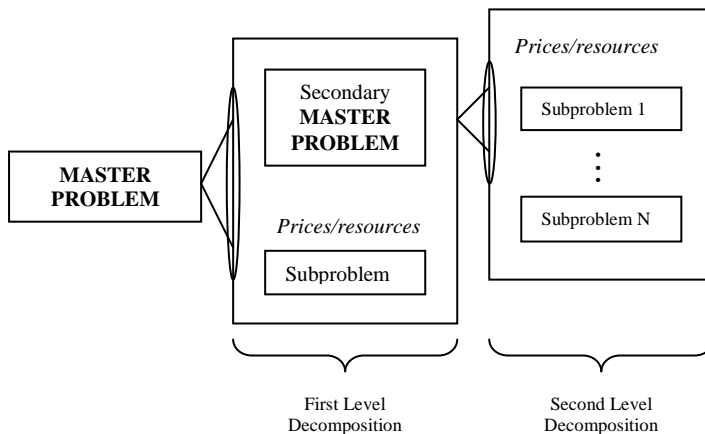 MASTER
PROBLEM
Secondary
MASTER
PROBLEM
Prices/resources
Subproblem
First Level
Decomposition
Prices/resources
Subproblem 1
Subproblem N
Second Level
Decomposition